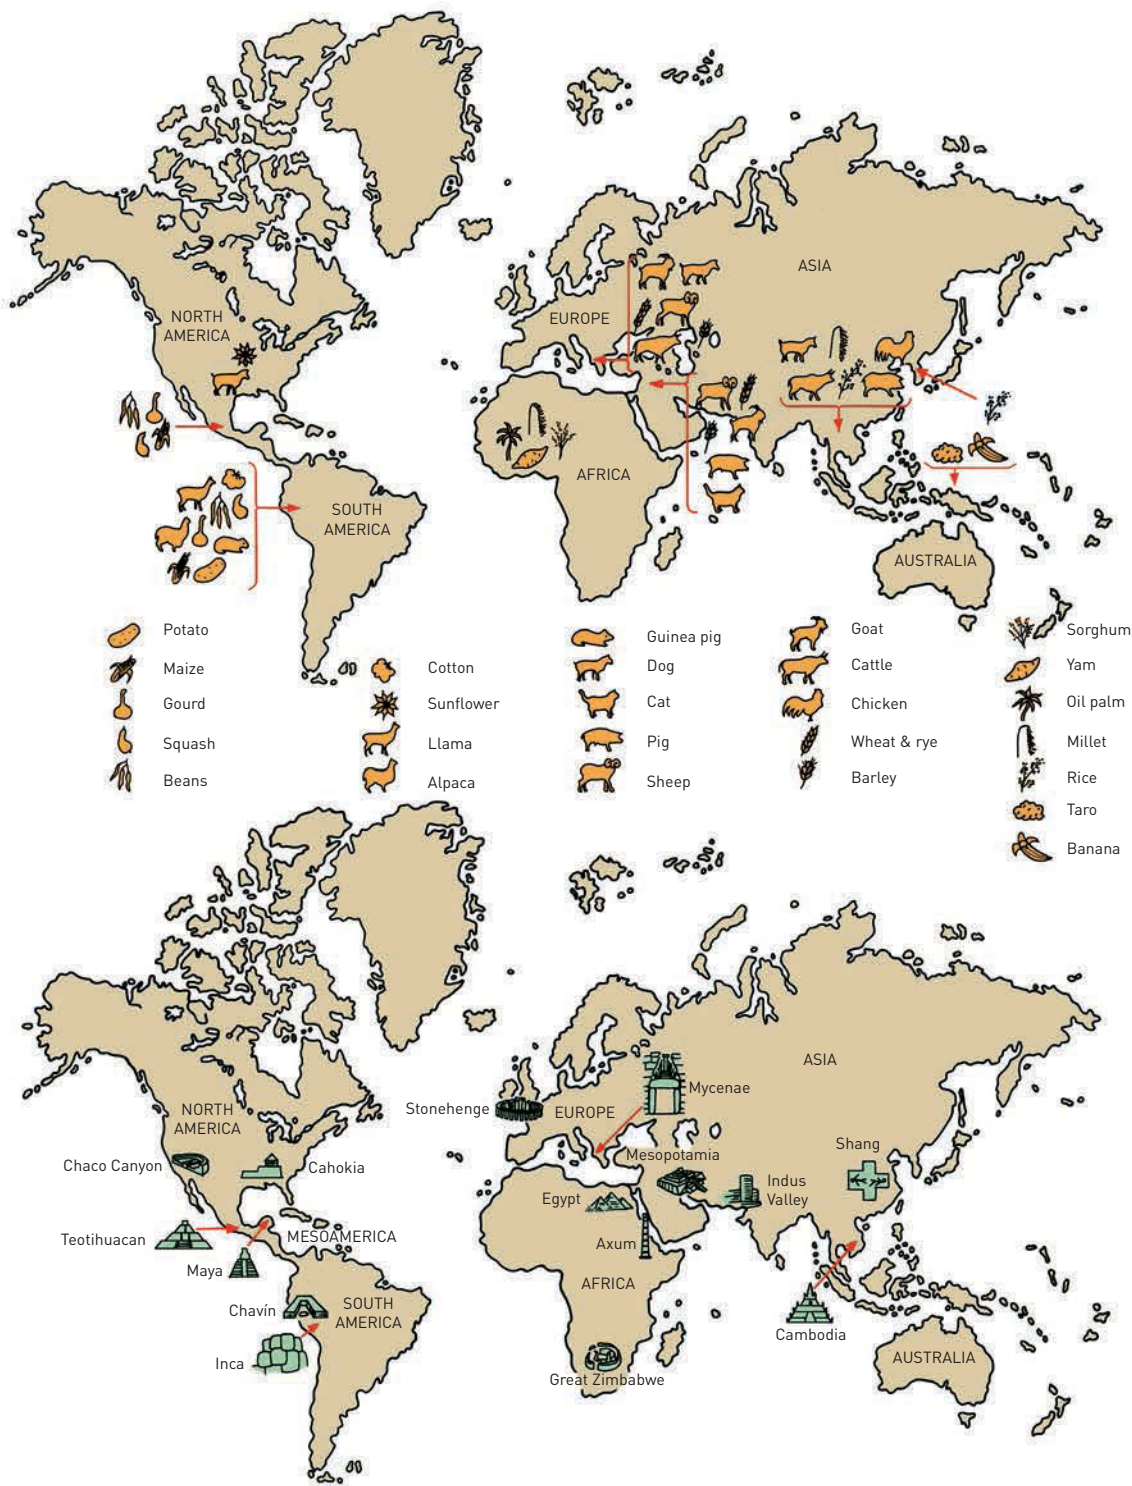 ASIA
NORTH
AMERICA
EUROPE
AFRICA
SOUTH
AMERICA
AUSTRALIA
Potato
Maize
Gourd
Squash
Beans
Cotton
Sunflower
Llama
Alpaca
Guinea pig
Dog
Cat
Pig
Sheep
Goat
Cattle
Chicken
Wheat & rye
Barley
Sorghum
Yam
Oil palm
Millet
Rice
Taro
Banana
ASIA
Mycenae
Stonehenge
EUROPE
NORTH
AMERICA
Shang
Mesopotamia
Chaco Canyon
Cahokia
Indus
Valley
Egypt
Teotihuacan
MESOAMERICA
Axum
Maya
AFRICA
Chavín
SOUTH
AMERICA
Cambodia
Inca
AUSTRALIA
Great Zimbabwe